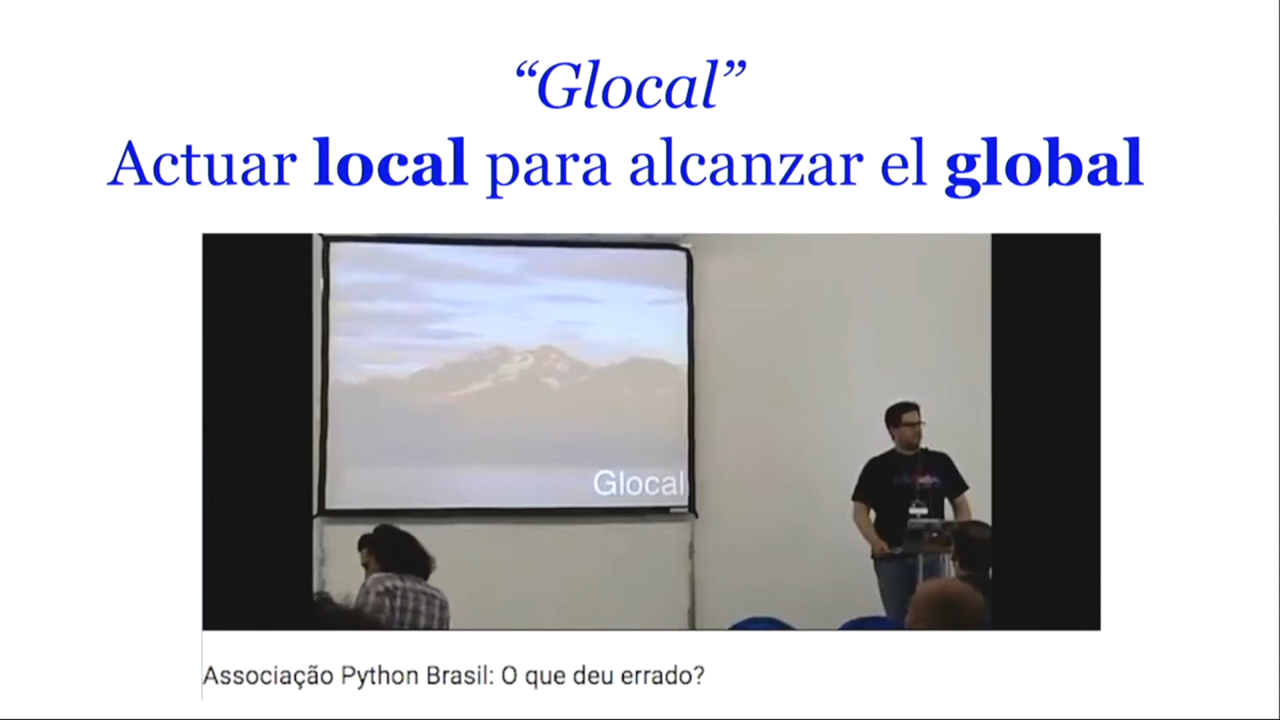 “Glocal”
Actuar local para alcanzar el global
Glocal
Associação Python Brasil: O que deu errado?